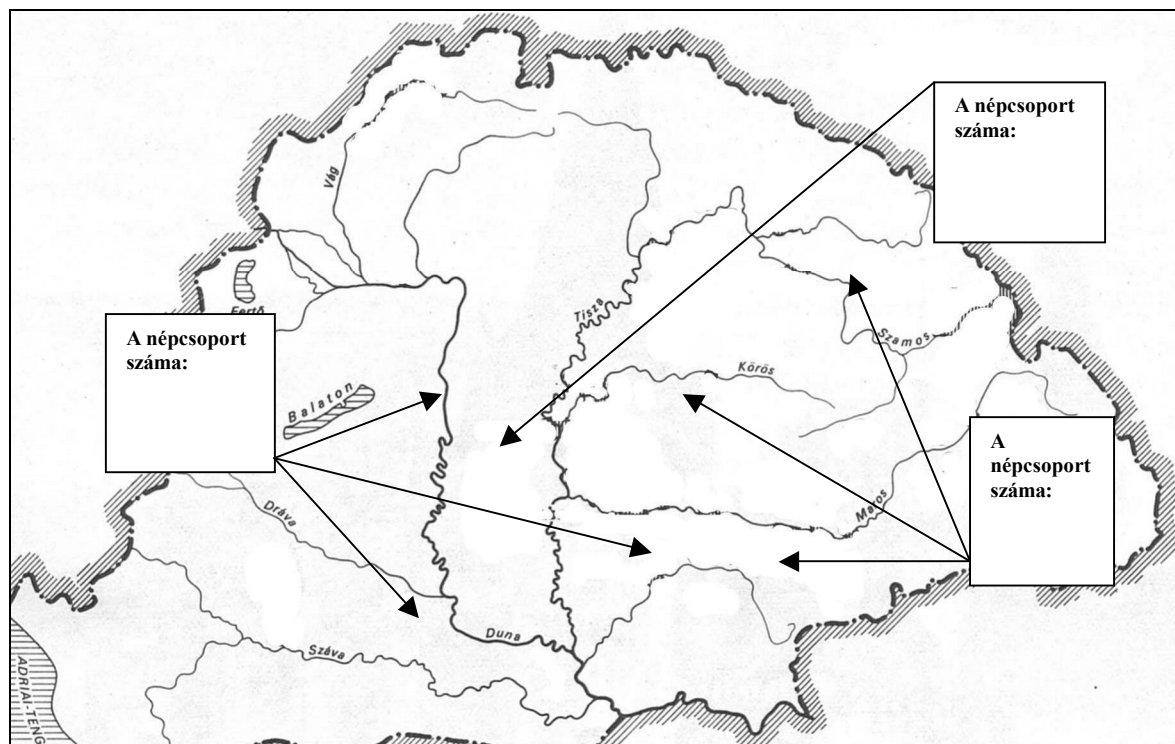 A népcsoport
száma:
Vág
Tisza
Fertő
A népcsoport
száma:
Szamos
Körös
Balaton
A
népcsoport
száma:
Maros
Dráva
Duna
Száva
ADRIAI-TENG